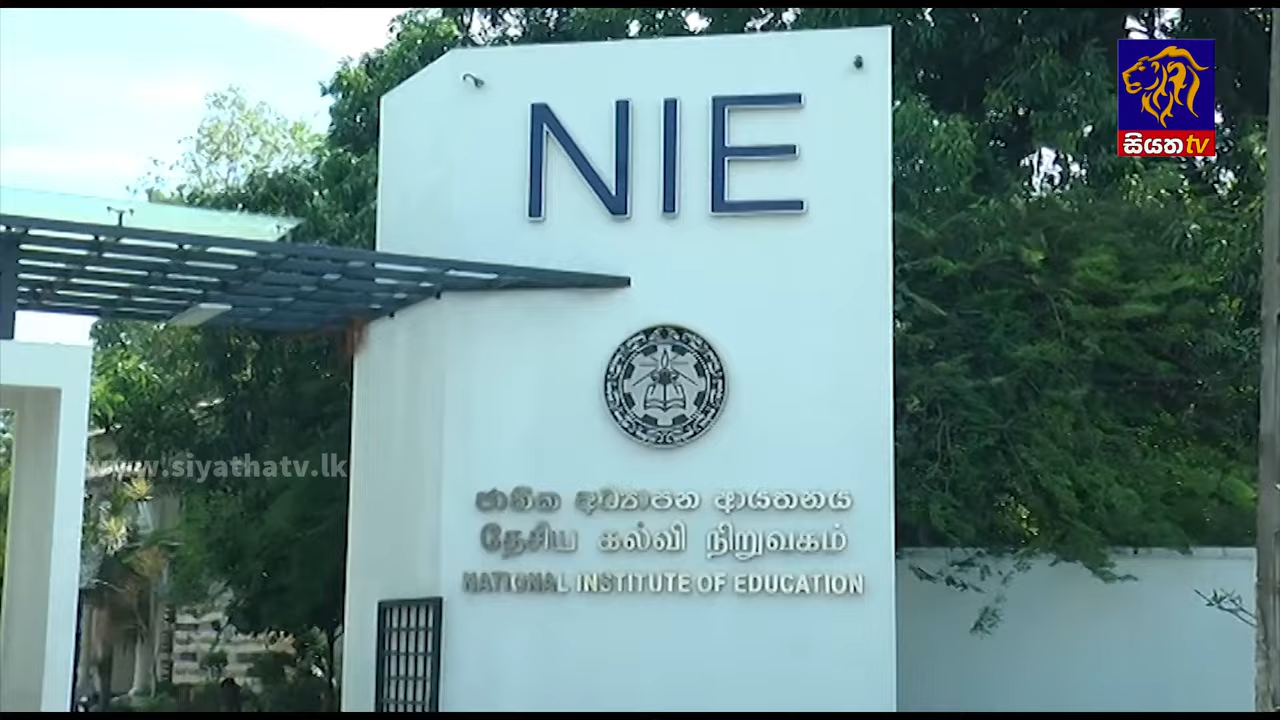 NIE
සියත tv
www.siyathatv.lk
ජාතික අධ්‍යාපන ආයතනය
தேசிய கல்வி நிறுவகம்
NATIONAL INSTITUTE OF EDUCATION